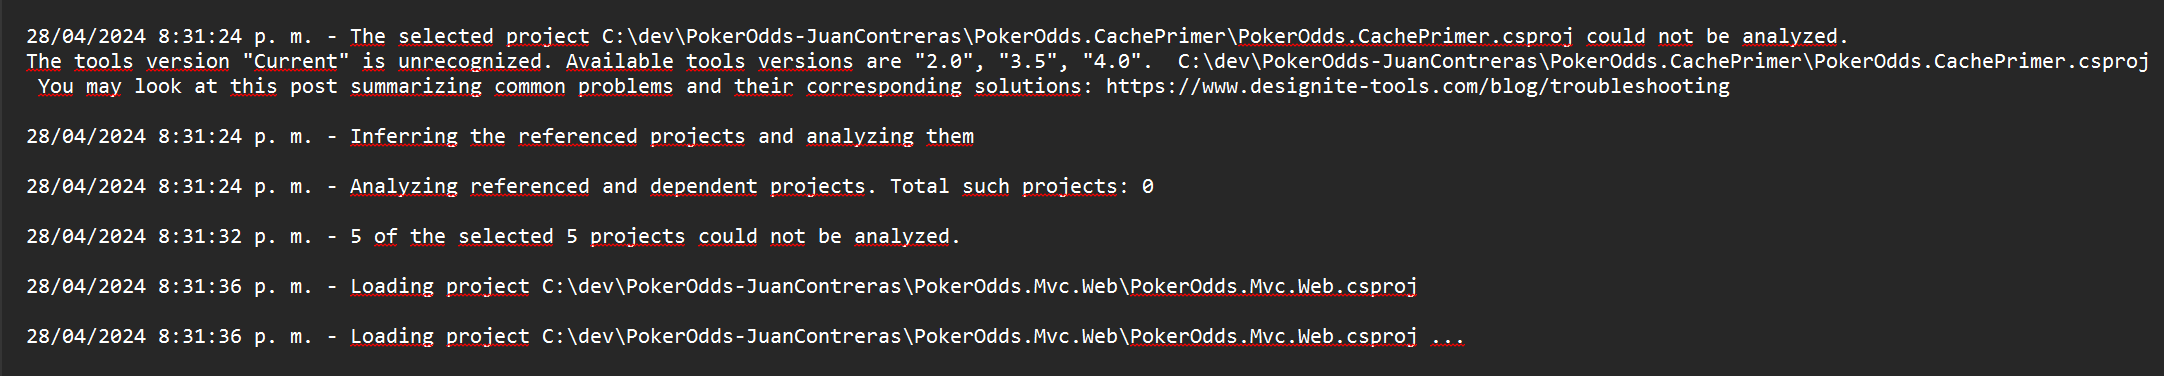 28/04/2024 8:31:24 p. m. - The selected project C:\dev\PokerOdds-JuanContreras\PokerOdds.CachePrimer\PokerOdds.CachePrimer.csproj could not be analyzed.
The tools version "Current" is unrecognized. Available tools versions are "2.0", "3.5", "4.0".  C:\dev\PokerOdds-JuanContreras\PokerOdds.CachePrimer\PokerOdds.CachePrimer.csproj
You may look at this post summarizing common problems and their corresponding solutions: https://www.designite-tools.com/blog/troubleshooting
28/04/2024 8:31:24 p. m. - Inferring the referenced projects and analyzing them
28/04/2024 8:31:24 p. m. - Analyzing referenced and dependent projects. Total such projects: 0
28/04/2024 8:31:32 p. m. - 5 of the selected 5 projects could not be analyzed.
28/04/2024 8:31:36 p. m. - Loading project C:\dev\PokerOdds-JuanContreras\PokerOdds.Mvc.Web\PokerOdds.Mvc.Web.csproj
28/04/2024 8:31:36 p. m. - Loading project C:\dev\PokerOdds-JuanContreras\PokerOdds.Mvc.Web\PokerOdds.Mvc.Web.csproj ...